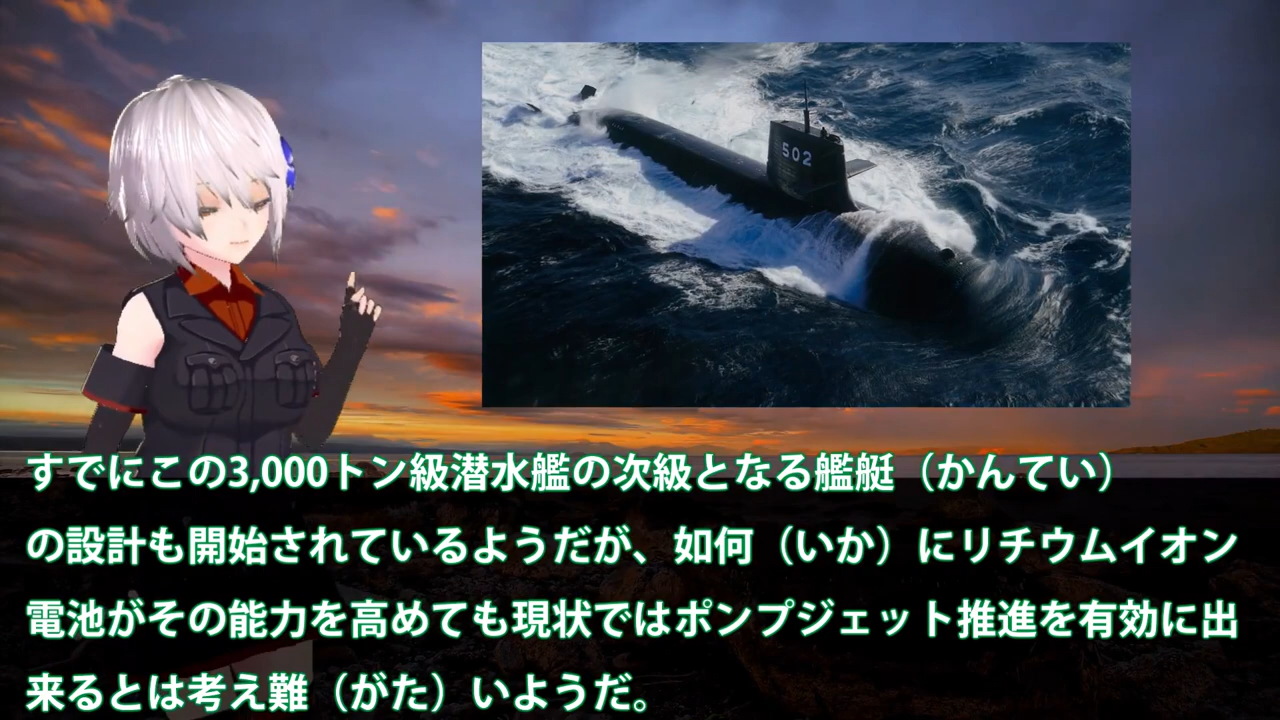 502
すでにこの3,000トン級潜水艦の次級となる艦艇（かんてい）
の設計も開始されているようだが、如何（いか）にリチウムイオン
電池がその能力を高めても現状ではポンプジェット推進を有効に出
来るとは考え難（がた）いようだ。